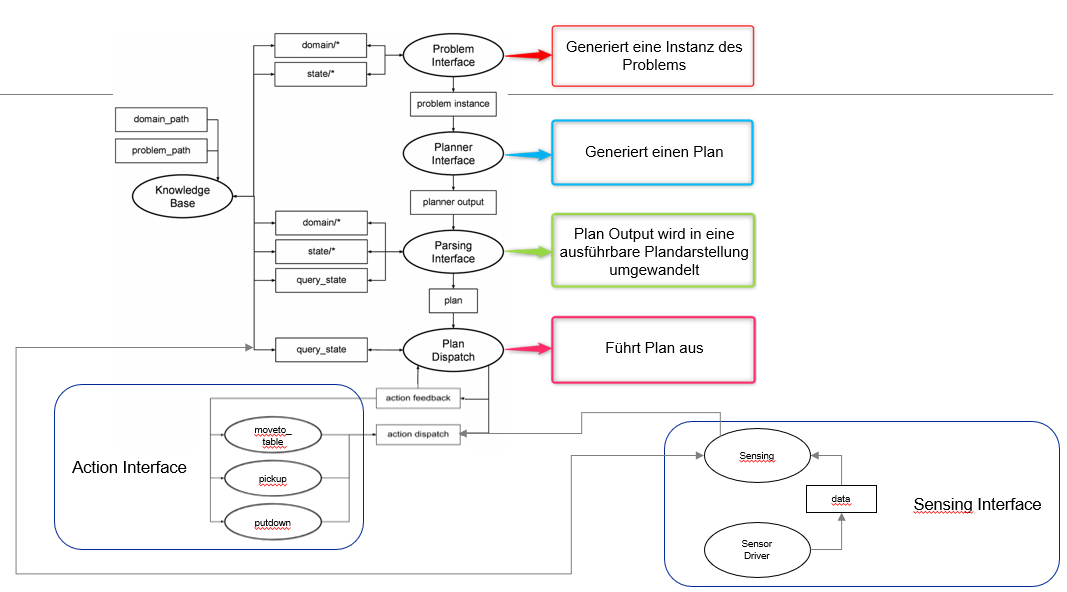 domain/*
Problem
Interface
Generiert eine Instanz des
Problems
state/*
problem instance
domain_path
problem_path
Planner
Interface
Generiert einen Plan
Knowledge
Base
planner output
domain/*
state/*
query_state
Parsing
Interface
Plan Output wird in eine
ausführbare Plandarstellung
umgewandelt
plan
query_state
Plan
Dispatch
Führt Plan aus
action feedback
action dispatch
Action Interface
moveto_
table
pickup
putdown
Sensing
data
Sensor
Driver
Sensing Interface